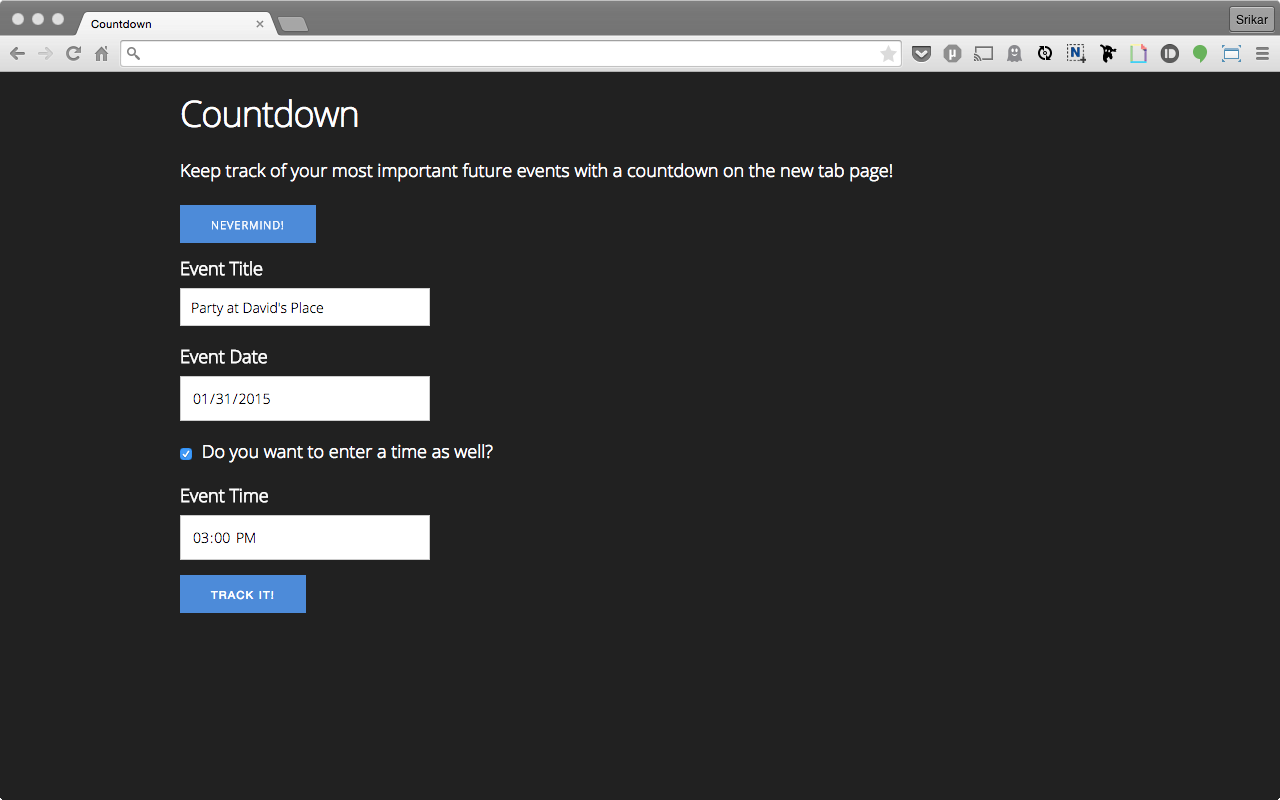 Countdown
Srikar
Countdown
Keep track of your most important future events with a countdown on the new tab page!
NEVERMIND!
Event Title
Party at David's Place
Event Date
01/31/2015
Do you want to enter a time as well?
Event Time
03:00 PM
TRACK IT!